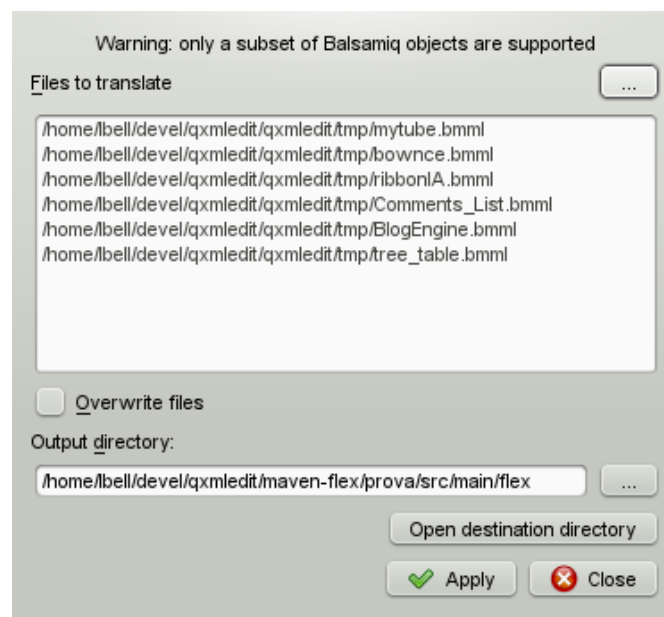 Warning: only a subset of Balsamiq objects are supported
Files to translate
...
/home/lbell/devel/qxmledit/qxmledit/tmp/mytube.bmml
/home/lbell/devel/qxmledit/qxmledit/tmp/bownce.bmml
/home/lbell/devel/qxmledit/qxmledit/tmp/ribbonIA.bmml
/home/lbell/devel/qxmledit/qxmledit/tmp/Comments_List.bmml
/home/lbell/devel/qxmledit/qxmledit/tmp/BlogEngine.bmml
/home/lbell/devel/qxmledit/qxmledit/tmp/tree_table.bmml
Overwrite files
Output directory:
/home/lbell/devel/qxmledit/maven-flex/prova/src/main/flex
...
Open destination directory
Apply
Close